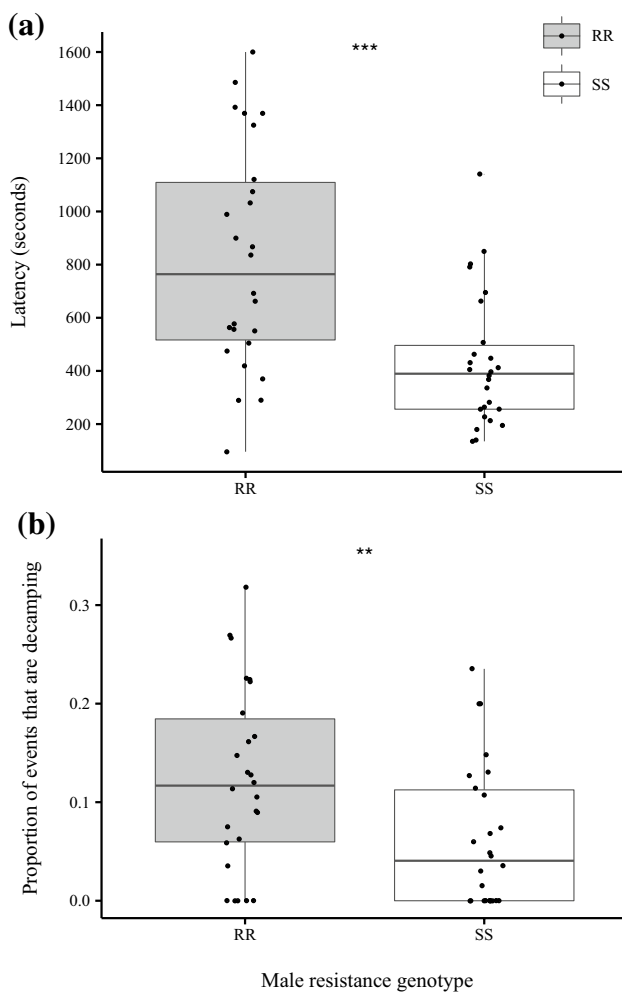 (a)
***
RR
SS
Latency (seconds)
1600
1400
1200
1000
800
600
400
200
RR SS
(b)
**
Proportion of events that are decamping
0.3
0.2
0.1
0.0
RR SS
Male resistance genotype